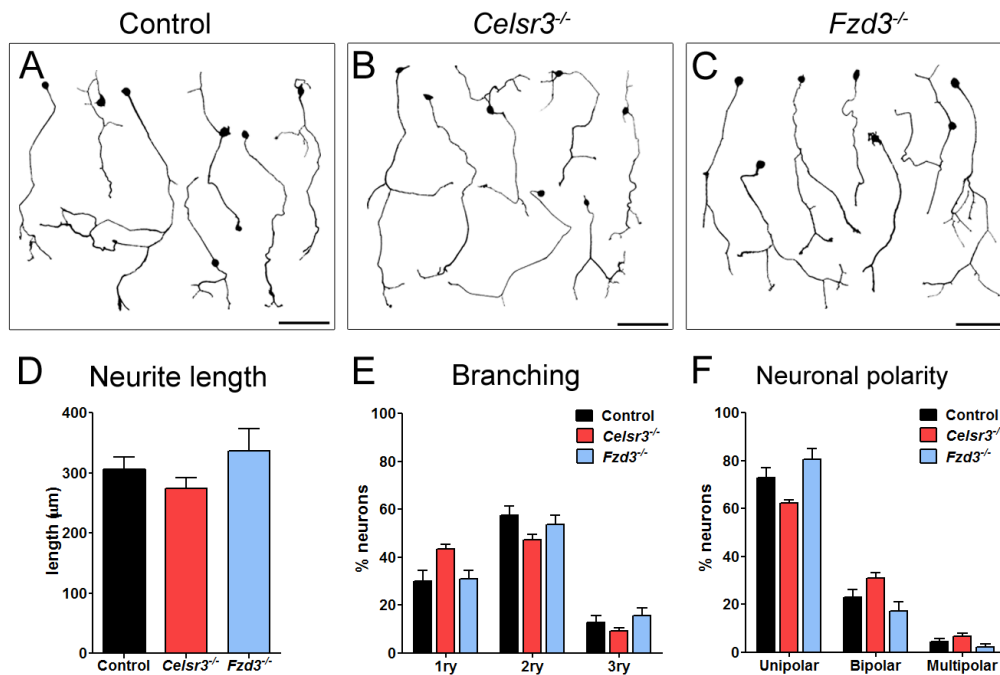 Control
Celsr3-/-
Fzd3-/-
A
B
C
D Neurite length
400
300
200
100
0
length (µm)
Control Celsr3-/- Fzd3-/-
E Branching
Control
Celsr3-/-
Fzd3-/-
100
80
60
40
20
0
% neurons
1ry 2ry 3ry
F Neuronal polarity
Control
Celsr3-/-
Fzd3-/-
100
80
60
40
20
0
% neurons
Unipolar Bipolar Multipolar